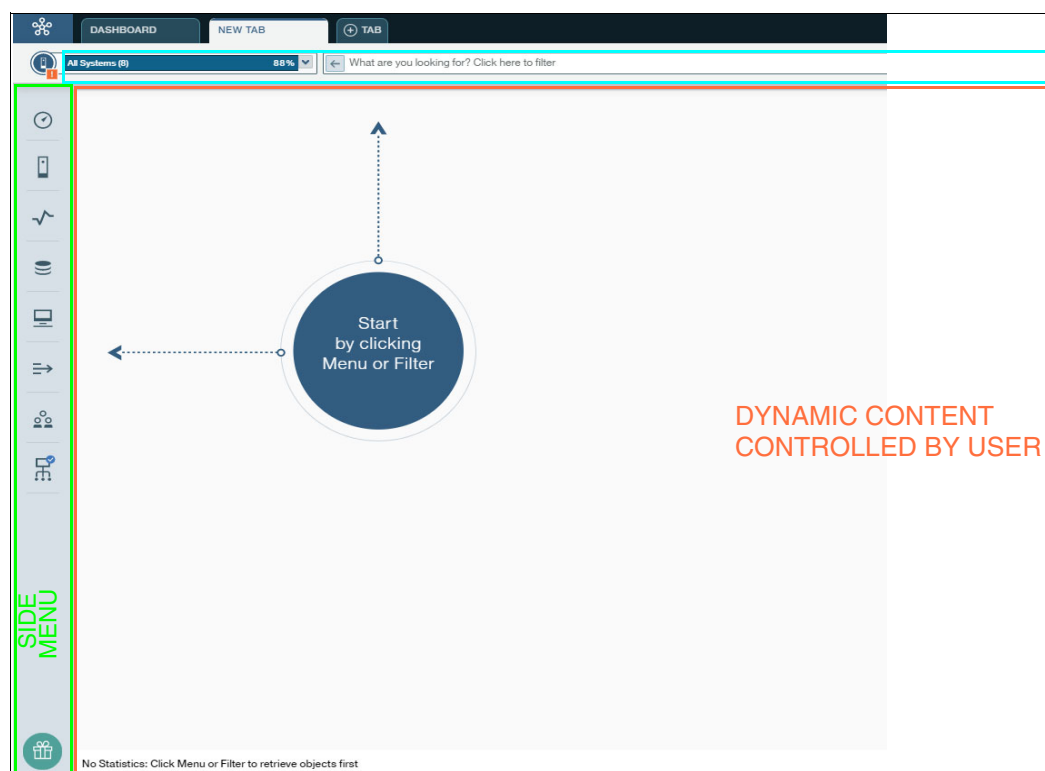 DASHBOARD NEW TAB TAB
All Systems (8) 88% What are you looking for? Click here to filter
Start
by clicking
Menu or Filter
DYNAMIC CONTENT
CONTROLLED BY USER
SIDE
MENU
No Statistics: Click Menu or Filter to retrieve objects first